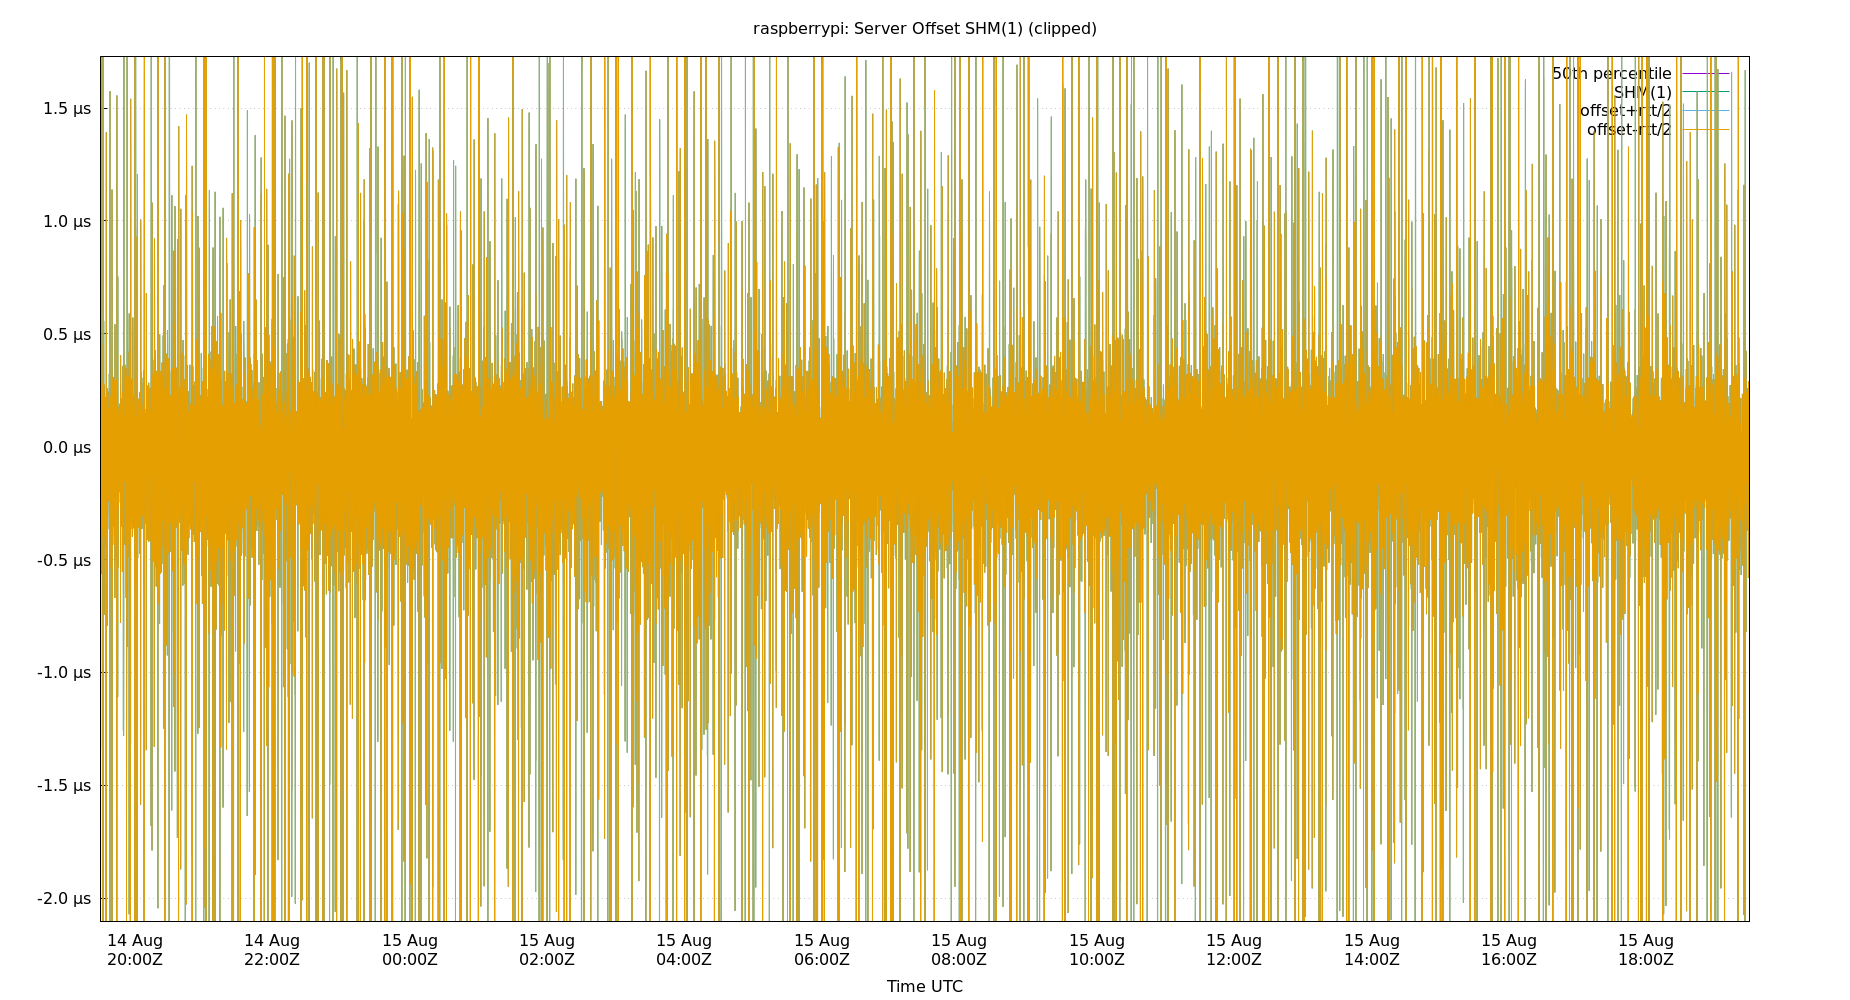 raspberrypi: Server Offset SHM(1) (clipped)
50th percentile
SHM(1)
offset+rtt/2
offset-rtt/2
1.5 µs
1.0 µs
0.5 µs
0.0 µs
-0.5 µs
-1.0 µs
-1.5 µs
-2.0 µs
14 Aug 14 Aug 15 Aug 15 Aug 15 Aug 15 Aug 15 Aug 15 Aug 15 Aug 15 Aug 15 Aug 15 Aug
20:00Z 22:00Z 00:00Z 02:00Z 04:00Z 06:00Z 08:00Z 10:00Z 12:00Z 14:00Z 16:00Z 18:00Z
Time UTC